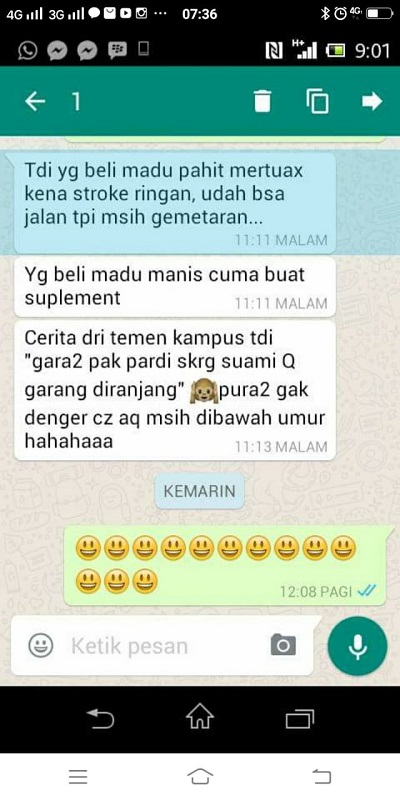 4G 3G 07:36 4G
H+ 9:01
1
Tdi yg beli madu pahit mertuax
kena stroke ringan, udah bsa
jalan tpi msih gemetaran...
11:11 MALAM
Yg beli madu manis cuma buat
suplement
11:11 MALAM
Cerita dri temen kampus tdi
"gara2 pak pardi skrg suami Q
garang diranjang" 🙉pura2 gak
denger cz aq msih dibawah umur
hahahaaa
11:13 MALAM
KEMARIN
😃😃😃😃😃😃😃😃😃😃
😃😃😃
12:08 PAGI
Ketik pesan